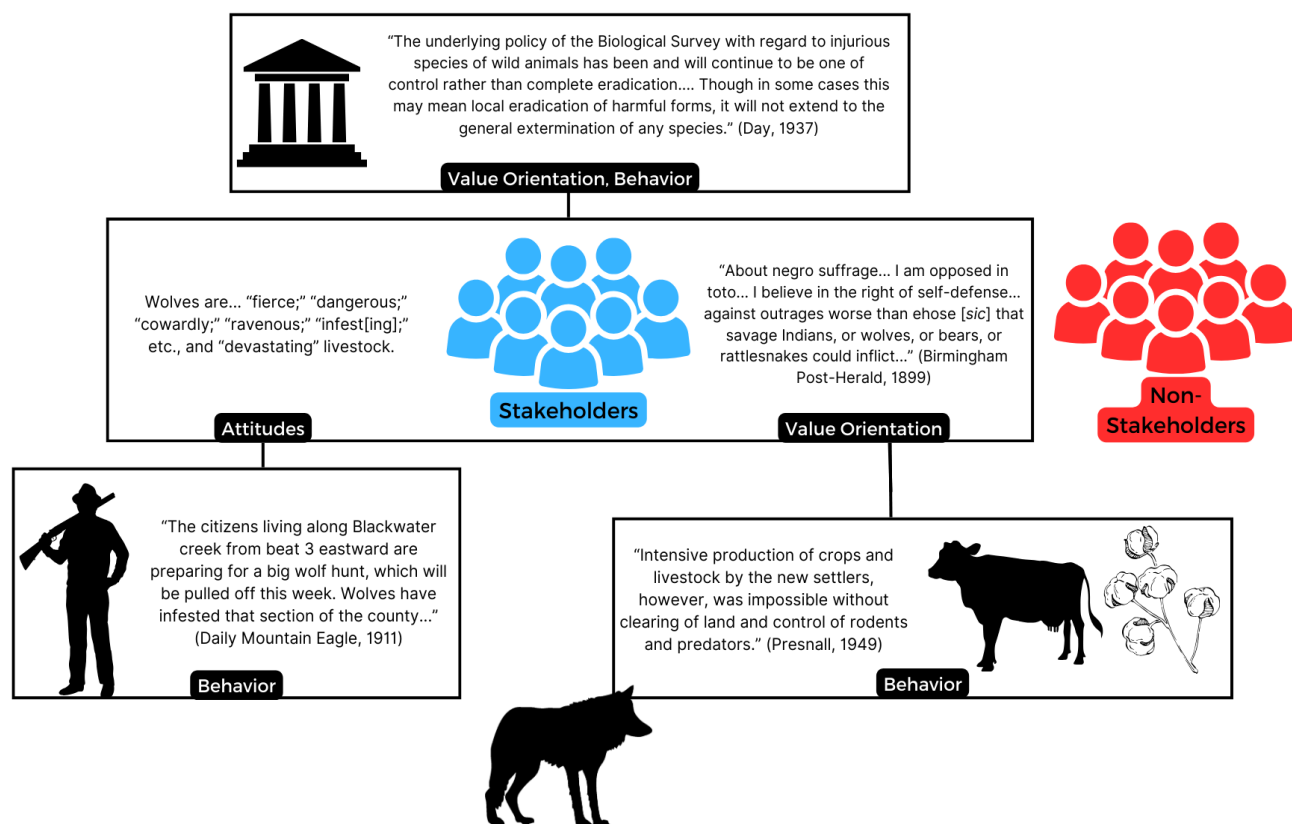 “The underlying policy of the Biological Survey with regard to injurious
species of wild animals has been and will continue to be one of
control rather than complete eradication.... Though in some cases this
may mean local eradication of harmful forms, it will not extend to the
general extermination of any species.” (Day, 1937)
Value Orientation, Behavior
Wolves are... “fierce;” “dangerous;”
“cowardly;” “ravenous;” “infest[ing];”
etc., and “devastating” livestock.
Attitudes
Stakeholders
“About negro suffrage... I am opposed in
toto... I believe in the right of self-defense...
against outrages worse than ehose [sic] that
savage Indians, or wolves, or bears, or
rattlesnakes could inflict...” (Birmingham
Post-Herald, 1899)
Value Orientation
Non-
Stakeholders
“The citizens living along Blackwater
creek from beat 3 eastward are
preparing for a big wolf hunt, which will
be pulled off this week. Wolves have
infested that section of the county...”
(Daily Mountain Eagle, 1911)
Behavior
“Intensive production of crops and
livestock by the new settlers,
however, was impossible without
clearing of land and control of rodents
and predators.” (Presnall, 1949)
Behavior